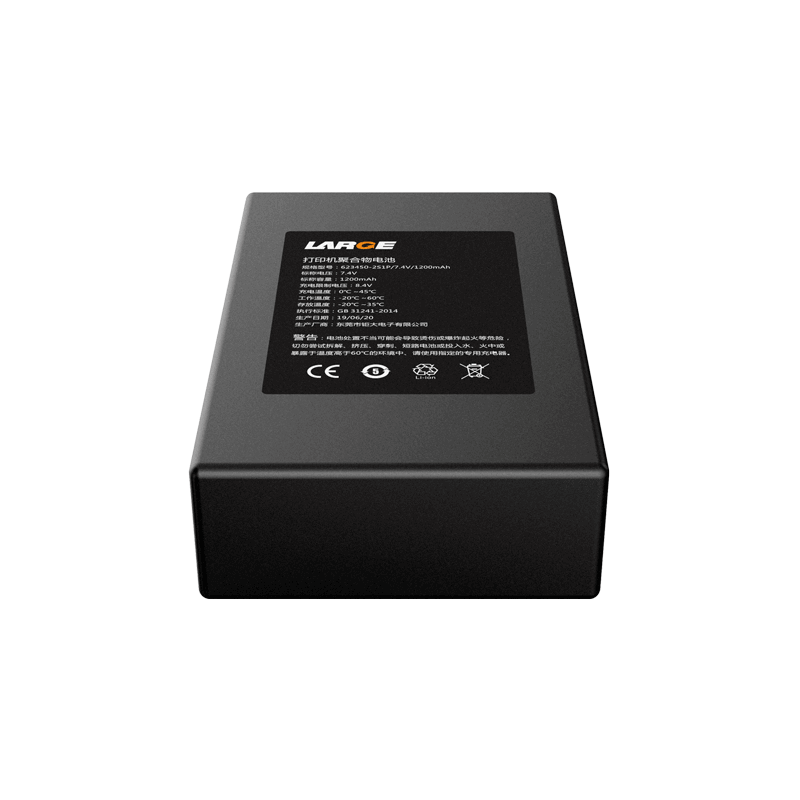 LARGE
打印机聚合物电池
规格型号：623450-2S1P/7.4V/1200mAh
标称电压：7.4V
标称容量：1200mAh
充电限制电压：8.4V
充电温度：0℃ ~45℃
工作温度：-20℃ ~60℃
存放温度：-20℃ ~35℃
执行标准：GB 31241-2014
生产日期：19/06/20
生产厂商：东莞市钜大电子有限公司
警告：电池处置不当可能会导致烫伤或爆炸起火等危险，
切勿尝试拆解、挤压、穿刺、短路电池或投入水、火中或
暴露于温度高于60℃的环境中、请使用指定的专用充电器。
CE 5 Li-ion